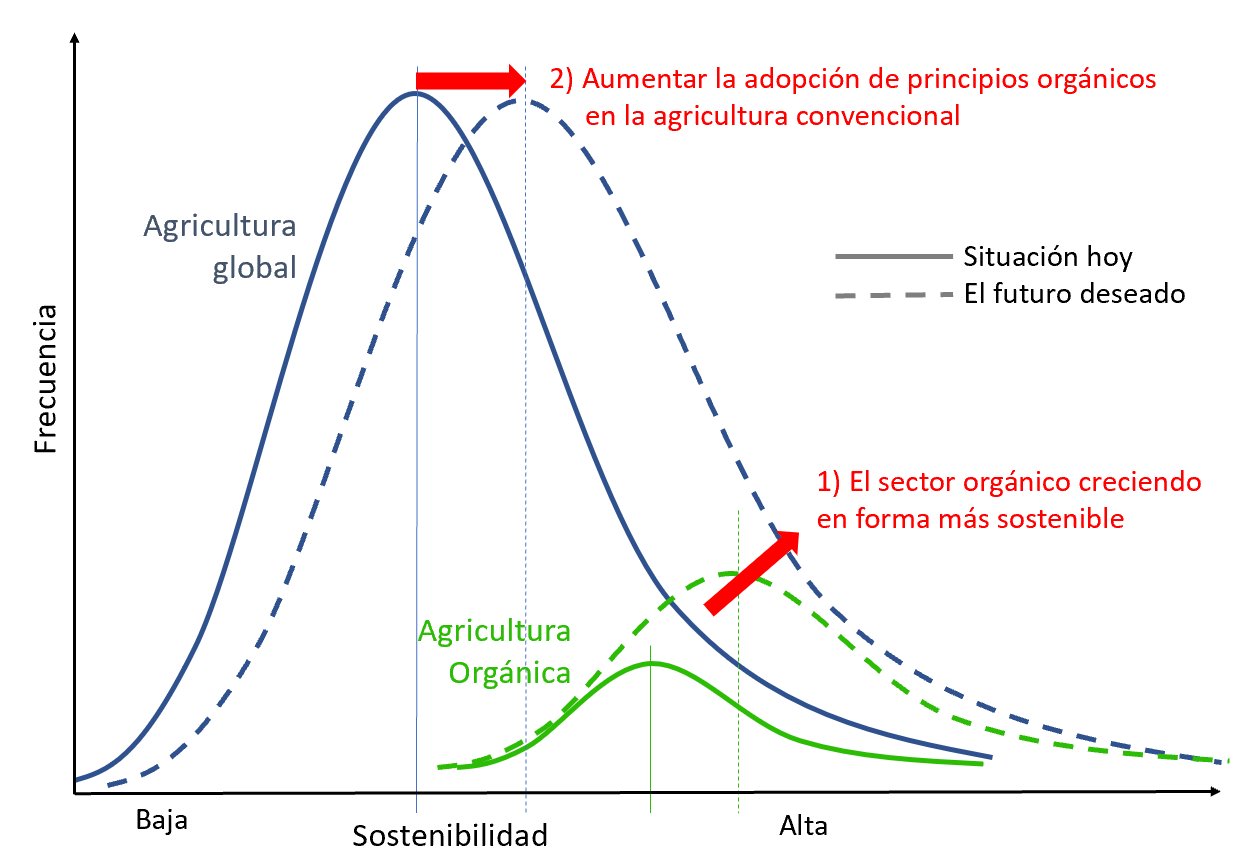 2) Aumentar la adopción de principios orgánicos
en la agricultura convencional
Agricultura
global
Situación hoy
El futuro deseado
Frecuencia
1) El sector orgánico creciendo
en forma más sostenible
Agricultura
Orgánica
Baja
Sostenibilidad
Alta